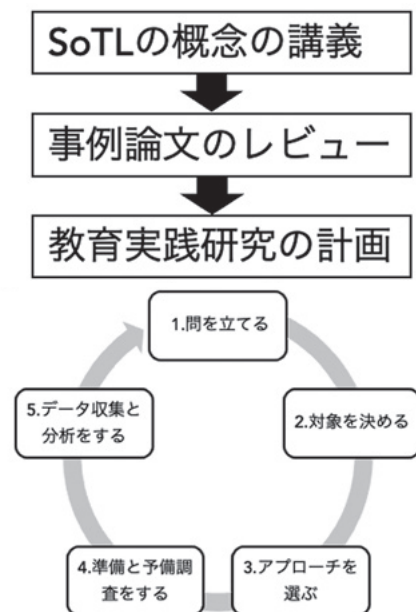 SoTLの概念の講義
事例論文のレビュー
教育実践研究の計画
1.問を立てる
2.対象を決める
3.アプローチを
選ぶ
4.準備と予備調
査をする
5.データ収集と
分析をする